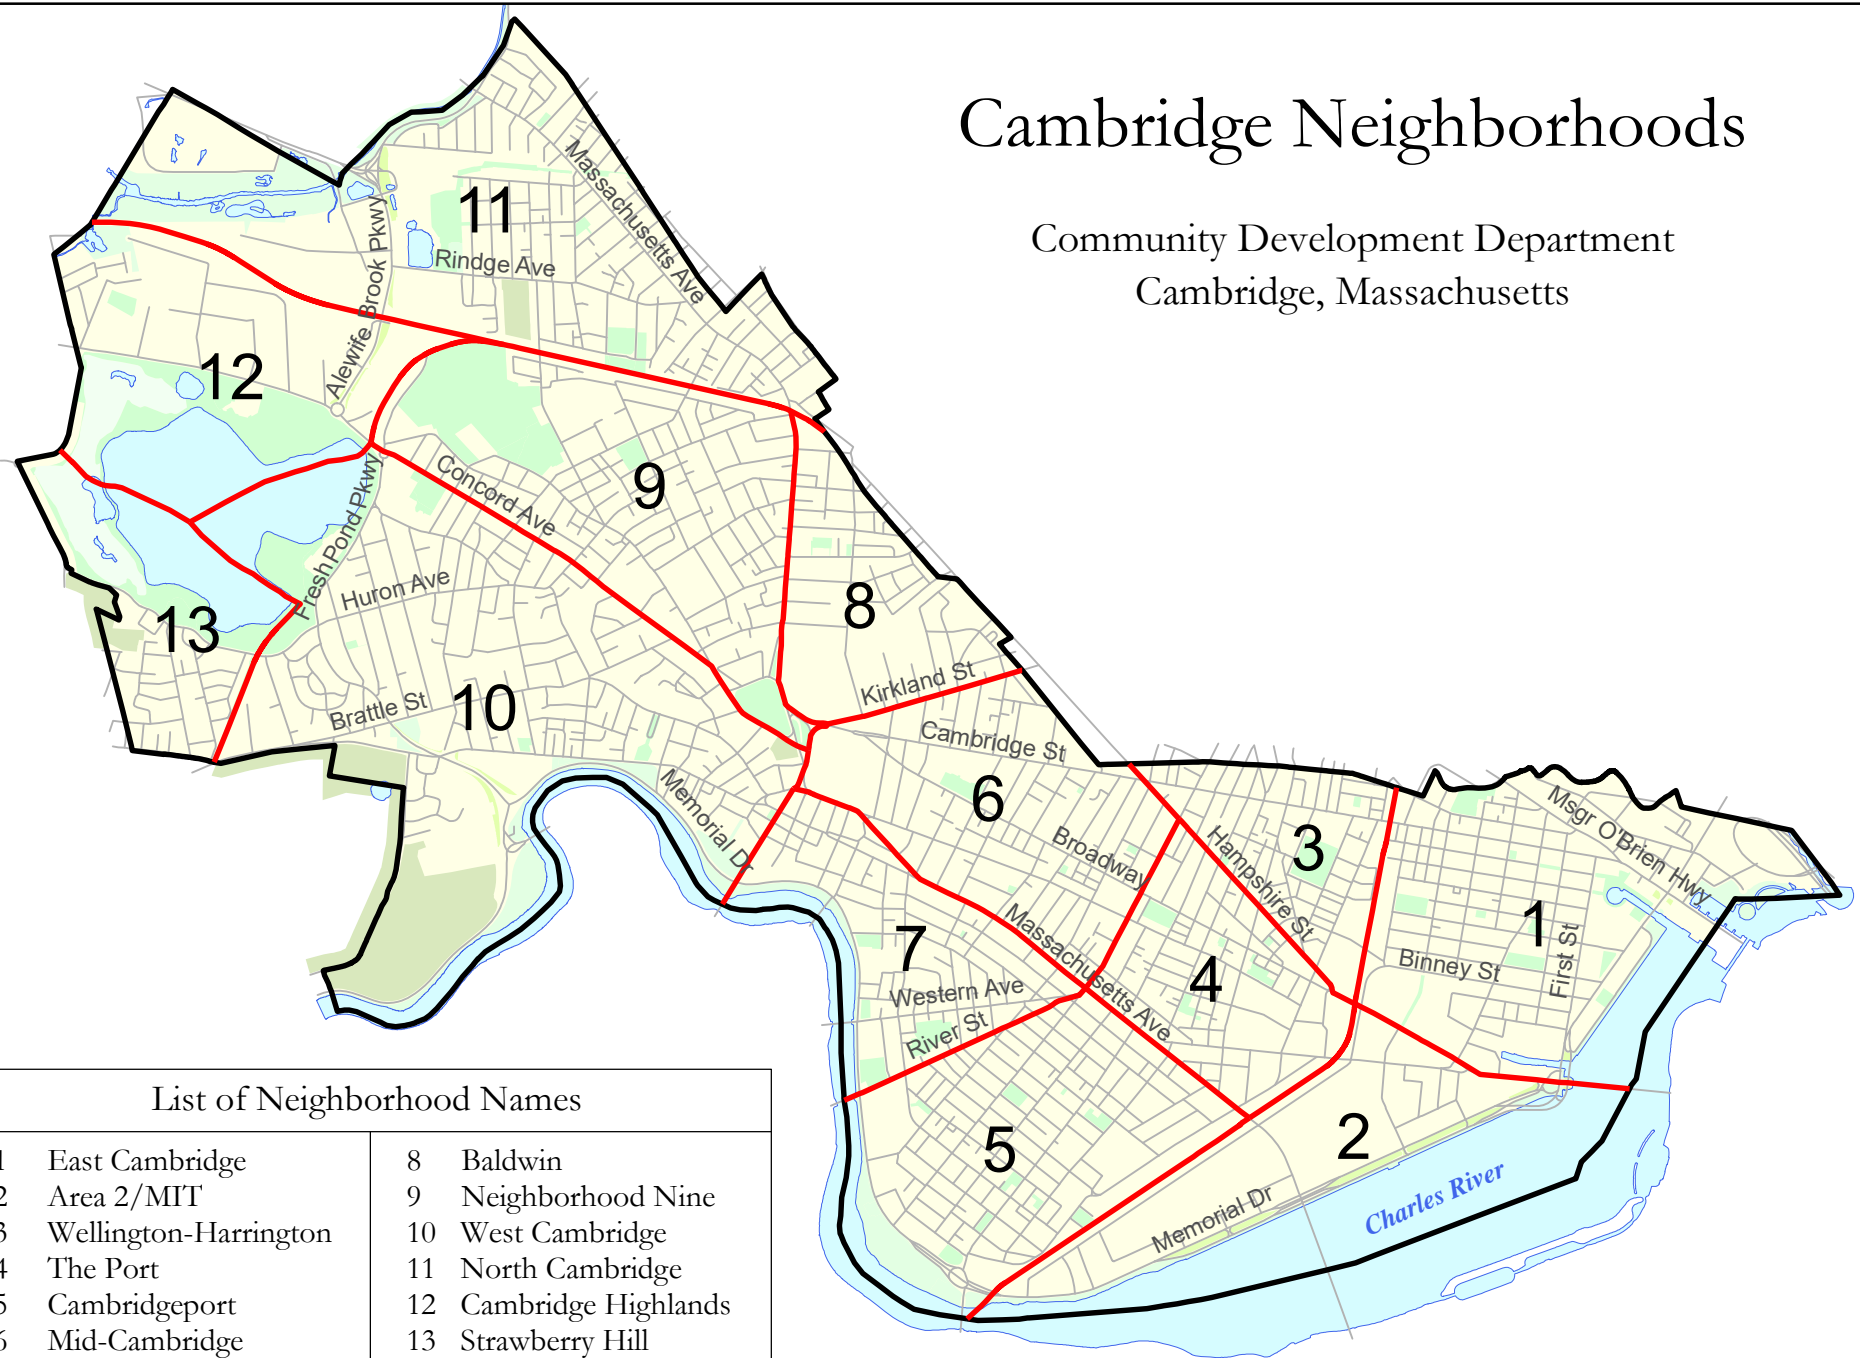 Cambridge Neighborhoods
Community Development Department
Cambridge, Massachusetts
Massachusetts Ave
11
Alewife Brook Pkwy
Rindge Ave
12
Concord Ave
9
Fresh Pond Pkwy
Huron Ave
8
13
Kirkland St
Brattle St
10
Cambridge St
Memorial Dr
6
Msgr O'Brien Hwy
Broadway
Hampshire St
3
Massachusetts Ave
7
1
First St
Binney St
Western Ave
4
River St
5
2
Memorial Dr
Charles River
List of Neighborhood Names
1 East Cambridge
2 Area 2/MIT
3 Wellington-Harrington
4 The Port
5 Cambridgeport
6 Mid-Cambridge
8 Baldwin
9 Neighborhood Nine
10 West Cambridge
11 North Cambridge
12 Cambridge Highlands
13 Strawberry Hill